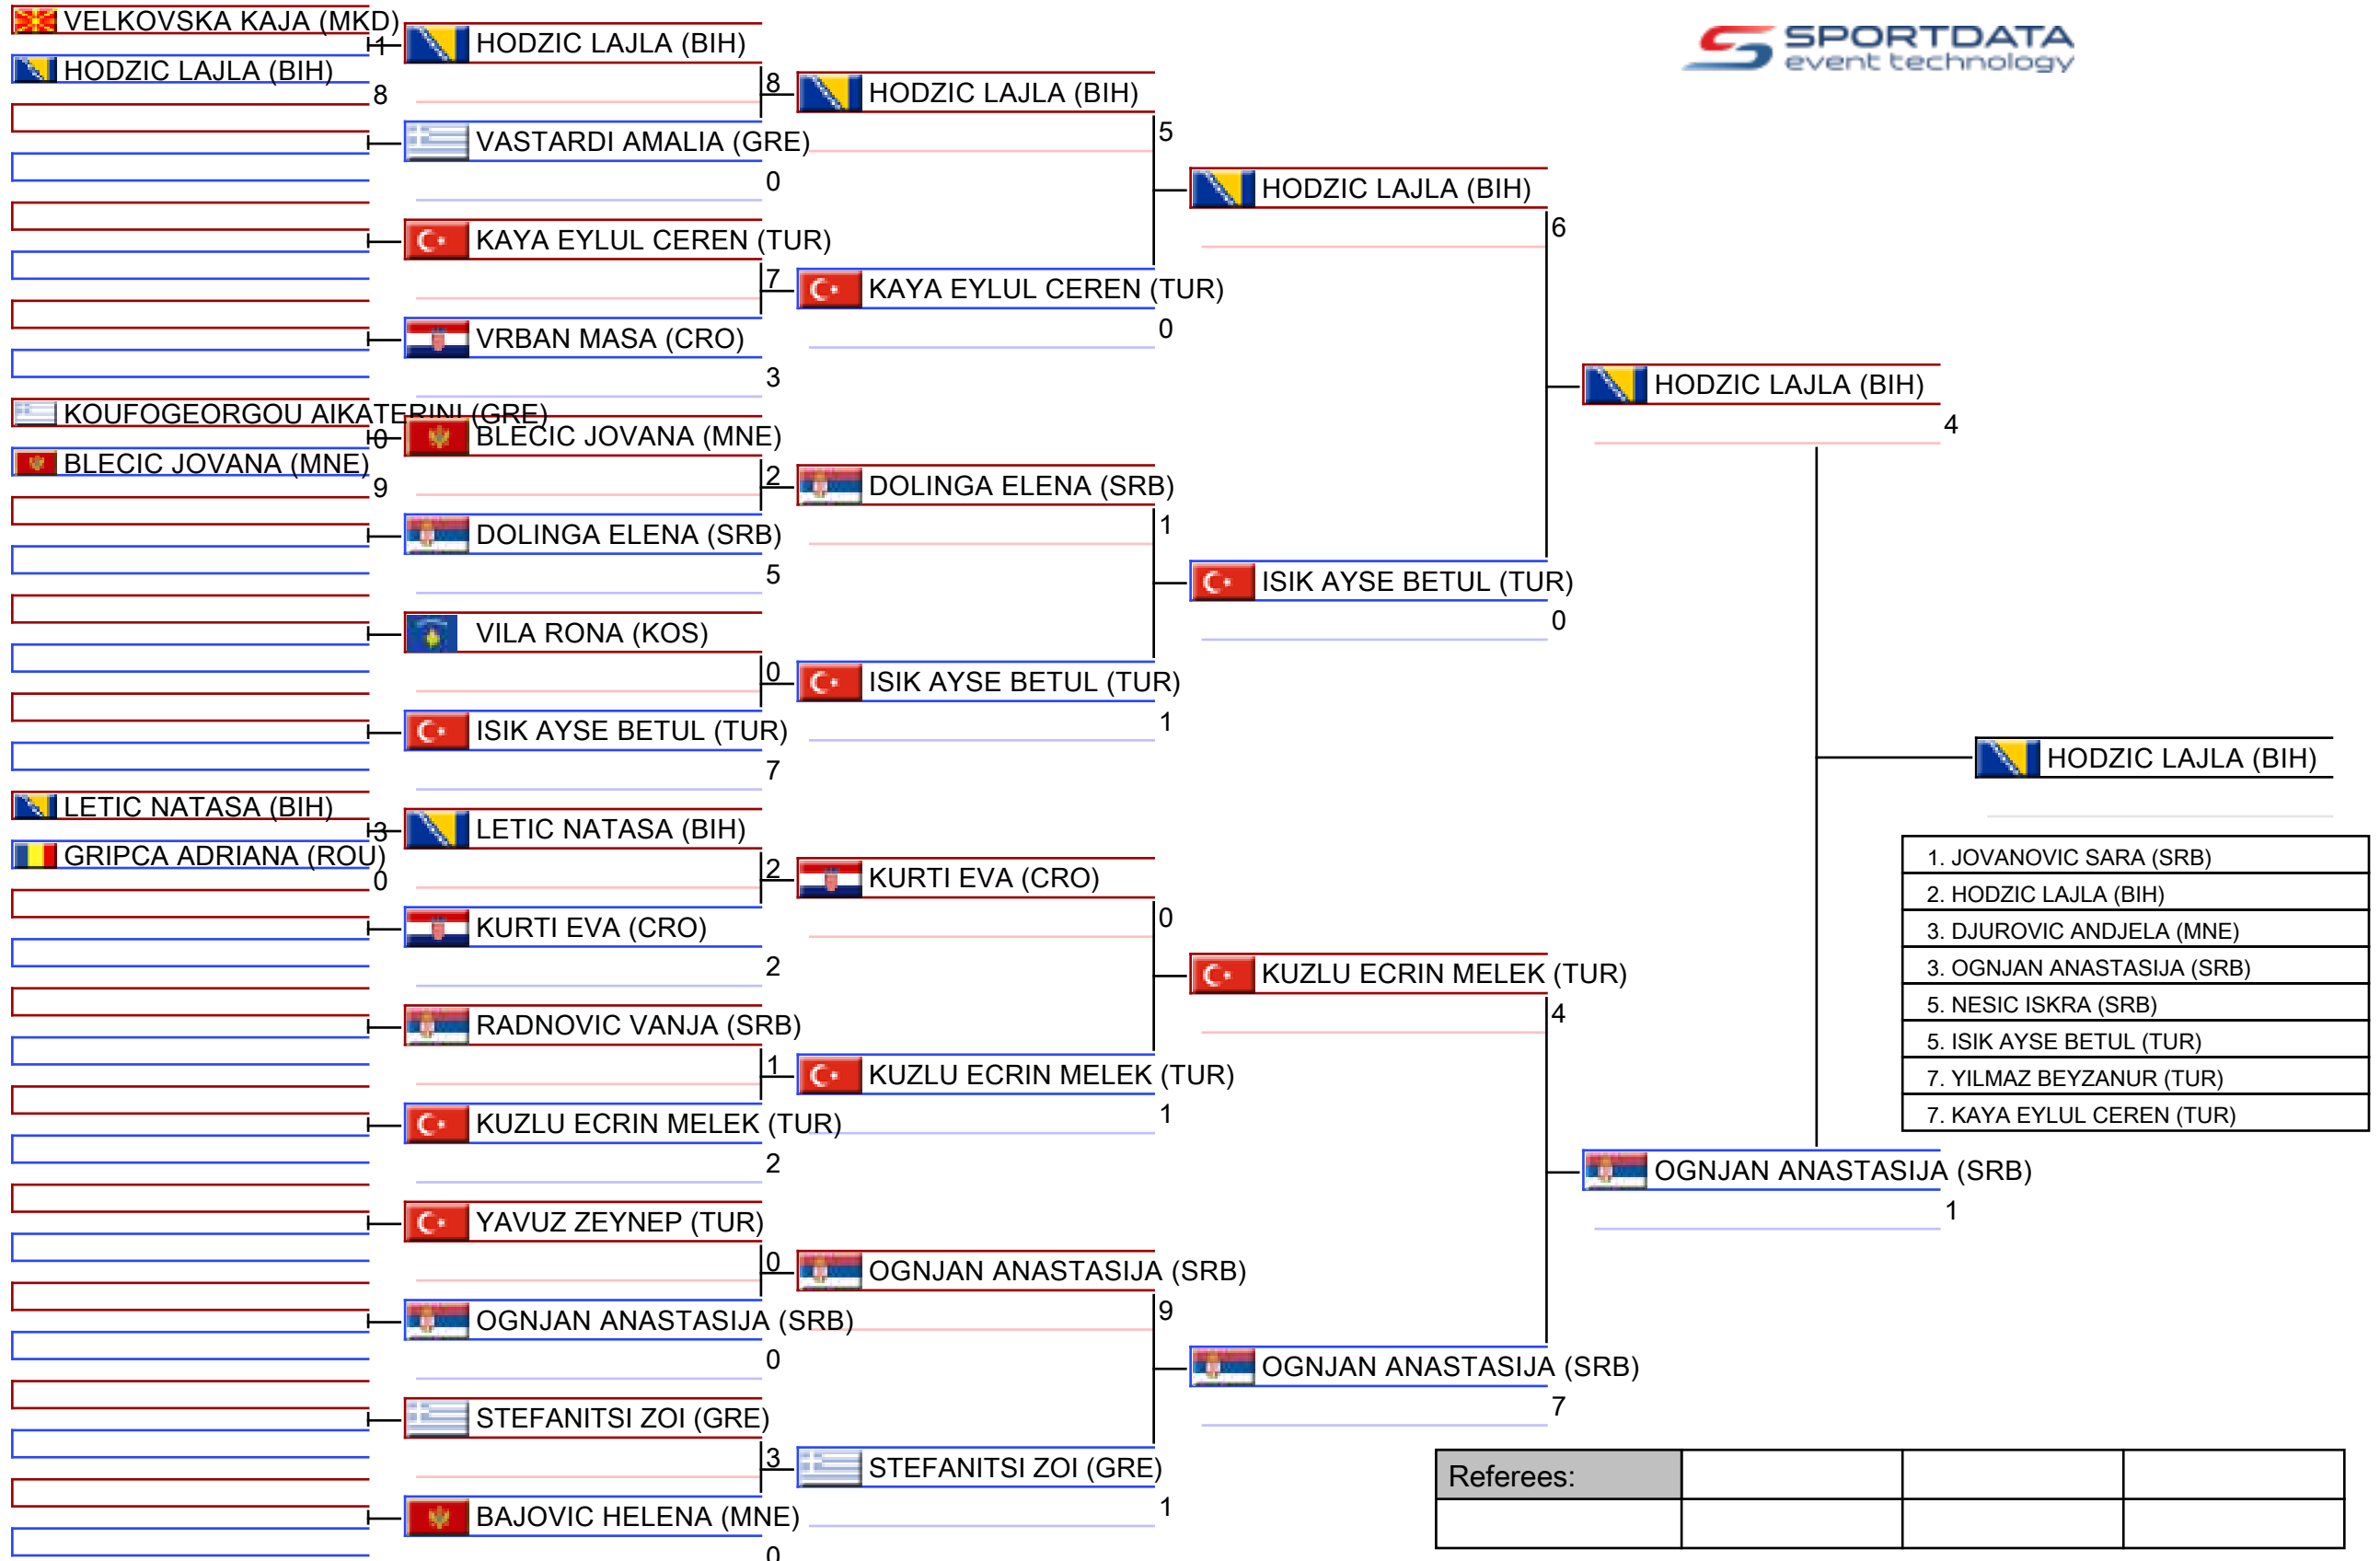 VELKOVSKA KAJA (MKD)
1
HODZIC LAJLA (BIH)
8
KOUFOGEORGOU AIKATERINI (GRE)
0
BLECIC JOVANA (MNE)
9
LETIC NATASA (BIH)
3
GRIPCA ADRIANA (ROU)
0
HODZIC LAJLA (BIH)
8
VASTARDI AMALIA (GRE)
0
KAYA EYLUL CEREN (TUR)
7
VRBAN MASA (CRO)
3
BLECIC JOVANA (MNE)
2
DOLINGA ELENA (SRB)
5
VILA RONA (KOS)
0
ISIK AYSE BETUL (TUR)
7
LETIC NATASA (BIH)
2
KURTI EVA (CRO)
2
RADNOVIC VANJA (SRB)
1
KUZLU ECRIN MELEK (TUR)
2
YAVUZ ZEYNEP (TUR)
0
OGNJAN ANASTASIJA (SRB)
0
STEFANITSI ZOI (GRE)
3
BAJOVIC HELENA (MNE)
0
HODZIC LAJLA (BIH)
5
KAYA EYLUL CEREN (TUR)
0
DOLINGA ELENA (SRB)
1
ISIK AYSE BETUL (TUR)
1
KURTI EVA (CRO)
0
KUZLU ECRIN MELEK (TUR)
1
OGNJAN ANASTASIJA (SRB)
9
STEFANITSI ZOI (GRE)
1
HODZIC LAJLA (BIH)
6
ISIK AYSE BETUL (TUR)
0
KUZLU ECRIN MELEK (TUR)
4
OGNJAN ANASTASIJA (SRB)
7
HODZIC LAJLA (BIH)
4
OGNJAN ANASTASIJA (SRB)
1
SPORTDATA
event technology
HODZIC LAJLA (BIH)
1. JOVANOVIC SARA (SRB)
2. HODZIC LAJLA (BIH)
3. DJUROVIC ANDJELA (MNE)
3. OGNJAN ANASTASIJA (SRB)
5. NESIC ISKRA (SRB)
5. ISIK AYSE BETUL (TUR)
7. YILMAZ BEYZANUR (TUR)
7. KAYA EYLUL CEREN (TUR)
Referees: